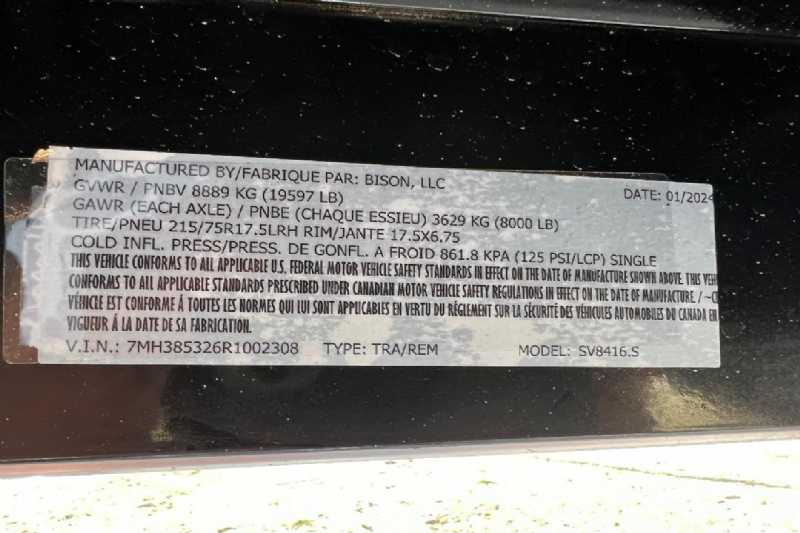 MANUFACTURED BY/FABRIQUE PAR: BISON, LLC
GVWR / PNBV 8889 KG (19597 LB) DATE: 01/2024
GAWR (EACH AXLE) / PNBE (CHAQUE ESSIEU) 3629 KG (8000 LB)
TIRE/PNEU 215/75R17.5LRH RIM/JANTE 17.5X6.75
COLD INFL. PRESS/PRESS. DE GONFL. A FROID 861.8 KPA (125 PSI/LCP) SINGLE
THIS VEHICLE CONFORMS TO ALL APPLICABLE U.S. FEDERAL MOTOR VEHICLE SAFETY STANDARDS IN EFFECT ON THE DATE OF MANUFACTURE SHOWN ABOVE. THIS
CONFORMS TO ALL APPLICABLE STANDARDS PRESCRIBED UNDER CANADIAN MOTOR VEHICLE SAFETY REGULATIONS IN EFFECT ON THE DATE OF MANUFACTURE. /
VÉHICLE EST CONFORME À TOUTES LES NORMES QUI LUI SONT APPLICABLES EN VERTU DU RÈGLEMENT SUR LA SÉCURITÉ DES VÉHICULES AUTOMOBILES DU CANADA EN
VIGUEUR À LA DATE DE SA FABRICATION.
V.I.N.: 7MH385326R1002308 TYPE: TRA/REM MODEL: SV8416.S